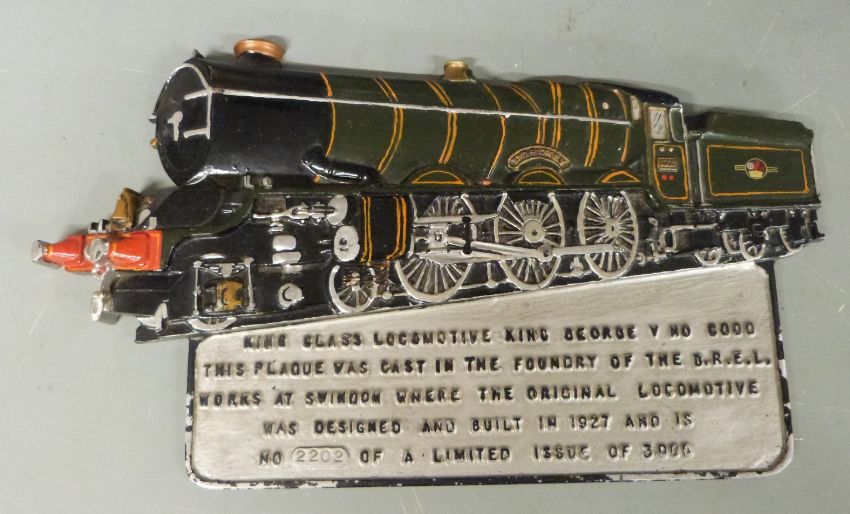 KING CLASS LOCOMOTIVE KING GEORGE V NO 6000
THIS PLAQUE WAS CAST IN THE FOUNDRY OF THE B.R.E.L.
WORKS AT SWINDON WHERE THE ORIGINAL LOCOMOTIVE
WAS DESIGNED AND BUILT IN 1927 AND IS
NO 2202 OF A LIMITED ISSUE OF 3000